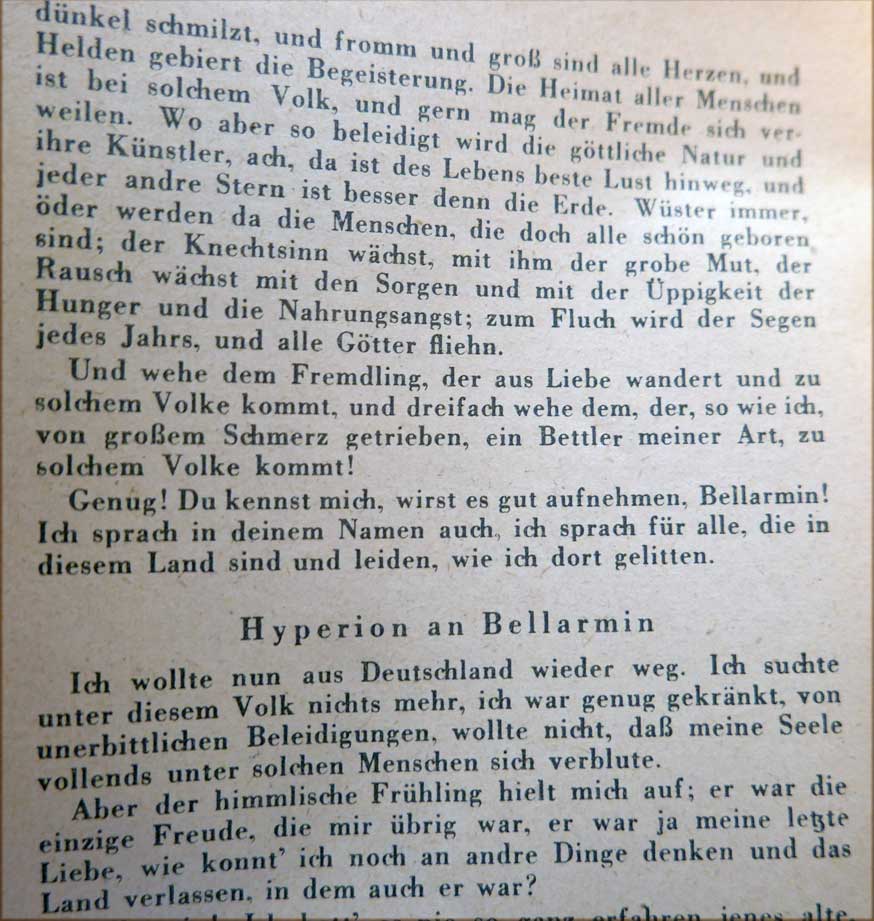 dünkel schmilzt, und fromm und groß sind alle Herzen, und
Helden gebiert die Begeisterung. Die Heimat aller Menschen
ist bei solchem Volk, und gern mag der Fremde sich ver-
weilen. Wo aber so beleidigt wird die göttliche Natur und
ihre Künstler, ach, da ist des Lebens beste Lust hinweg, und
jeder andre Stern ist besser denn die Erde. Wüster immer,
öder werden da die Menschen, die doch alle schön geboren
sind; der Knechtsinn wächst, mit ihm der grobe Mut, der
Rausch wächst mit den Sorgen und mit der Üppigkeit der
Hunger und die Nahrungsangst; zum Fluch wird der Segen
jedes Jahrs, und alle Götter fliehn.
Und wehe dem Fremdling, der aus Liebe wandert und zu
solchem Volke kommt, und dreifach wehe dem, der, so wie ich,
von großem Schmerz getrieben, ein Bettler meiner Art, zu
solchem Volke kommt!
Genug! Du kennst mich, wirst es gut aufnehmen, Bellarmin!
Ich sprach in deinem Namen auch, ich sprach für alle, die in
diesem Land sind und leiden, wie ich dort gelitten.
Hyperion an Bellarmin
Ich wollte nun aus Deutschland wieder weg. Ich suchte
unter diesem Volk nichts mehr, ich war genug gekränkt, von
unerbittlichen Beleidigungen, wollte nicht, daß meine Seele
vollends unter solchen Menschen sich verblute.
Aber der himmlische Frühling hielt mich auf; er war die
einzige Freude, die mir übrig war, er war ja meine letzte
Liebe, wie konnt' ich noch an andre Dinge denken und das
Land verlassen, in dem auch er war?
erfahren jenes alte